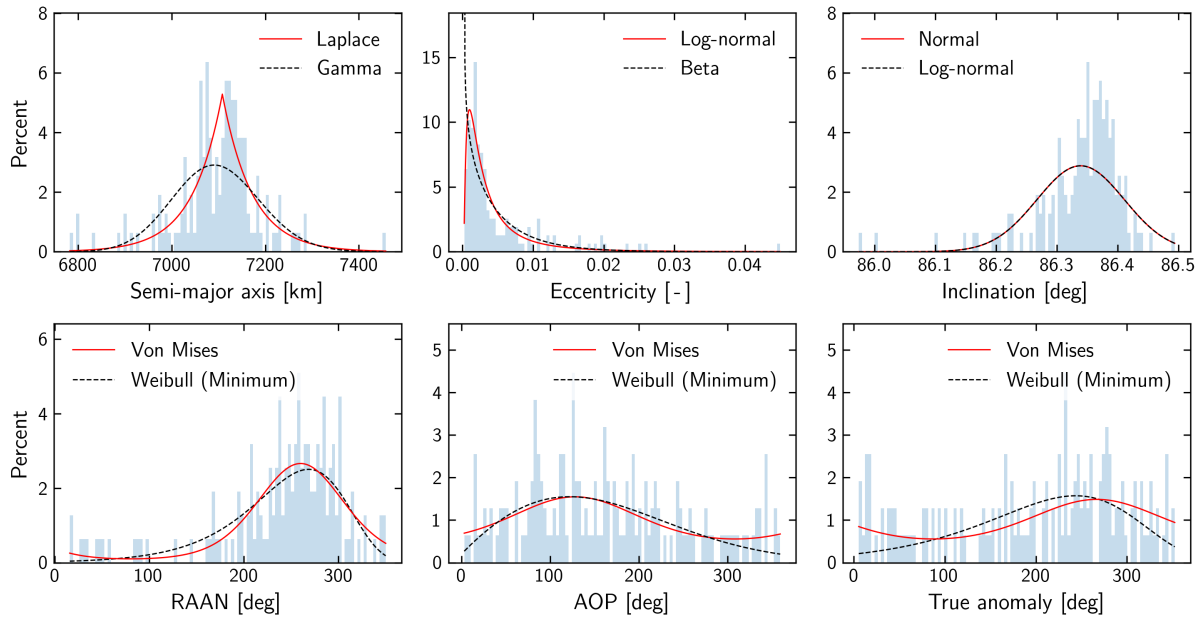 8
6
4
2
0
Percent
Laplace
Gamma
6800
7000
7200
7400
Semi-major axis [km]
15
10
5
0
Log-normal
Beta
0.00
0.01
0.02
0.03
0.04
Eccentricity [-]
8
6
4
2
0
Normal
Log-normal
86.0
86.1
86.2
86.3
86.4
86.5
Inclination [deg]
6
4
2
0
Percent
Von Mises
Weibull (Minimum)
0
100
200
300
RAAN [deg]
5
4
3
2
1
0
Von Mises
Weibull (Minimum)
0
100
200
300
AOP [deg]
5
4
3
2
1
0
Von Mises
Weibull (Minimum)
0
100
200
300
True anomaly [deg]